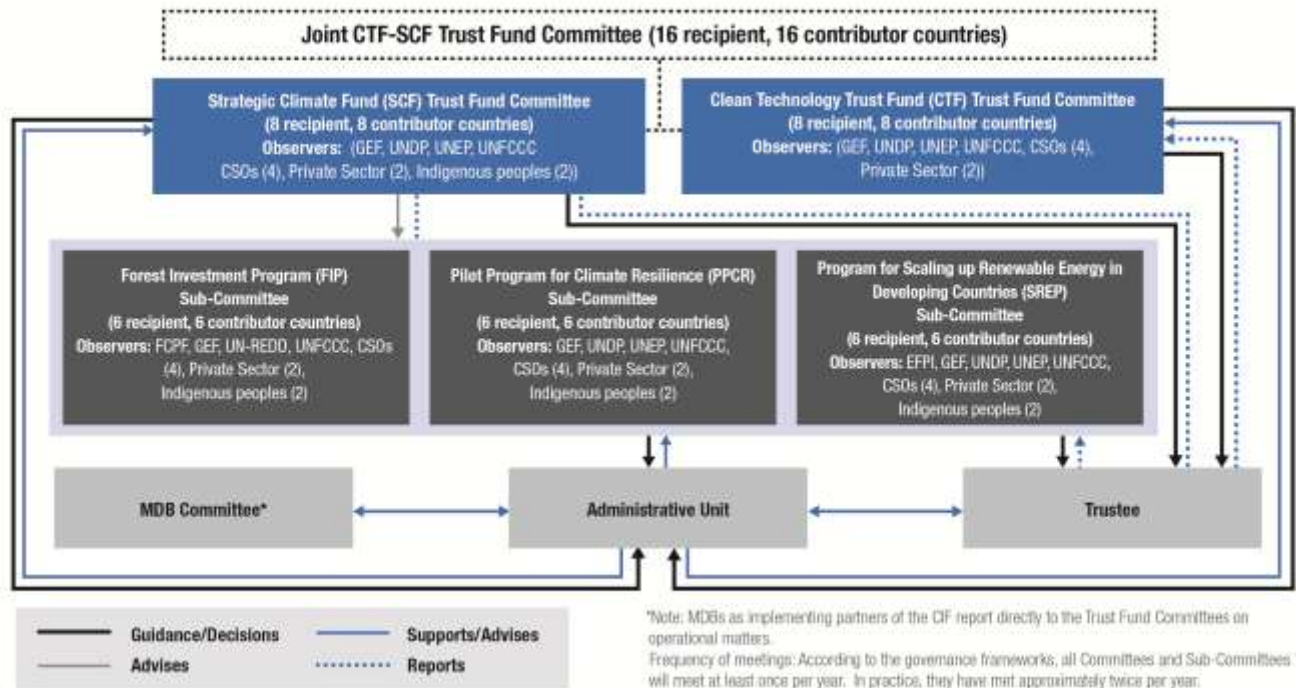 Joint CTF-SCF Trust Fund Committee (16 recipient, 16 contributor countries)
Strategic Climate Fund (SCF) Trust Fund Committee
(8 recipient, 8 contributor countries)
Observers: (GEF, UNDP, UNEP, UNFCCC
CSOs (4), Private Sector (2), Indigenous peoples (2))
Clean Technology Trust Fund (CTF) Trust Fund Committee
(8 recipient, 8 contributor countries)
Observers: (GEF, UNDP, UNEP, UNFCCC, CSOs (4),
Private Sector (2))
Forest Investment Program (FIP)
Sub-Committee
(6 recipient, 6 contributor countries)
Observers: FCPF, GEF, UN-REDD, UNFCCC, CSOs
(4), Private Sector (2),
Indigenous peoples (2)
Pilot Program for Climate Resilience (PPCR)
Sub-Committee
(6 recipient, 6 contributor countries)
Observers: GEF, UNDP, UNEP, UNFCCC,
CSOs (4), Private Sector (2),
Indigenous peoples (2)
Program for Scaling up Renewable Energy in
Developing Countries (SREP)
Sub-Committee
(6 recipient, 6 contributor countries)
Observers: EFPI, GEF, UNDP, UNEP, UNFCCC,
CSOs (4), Private Sector (2),
Indigenous peoples (2)
MDB Committee*
Administrative Unit
Trustee
Guidance/Decisions
Supports/Advises
Advises
Reports
*Note: MDBs as implementing partners of the CIF report directly to the Trust Fund Committees on
operational matters.
Frequency of meetings: According to the governance frameworks, all Committees and Sub-Committees
will meet at least once per year. In practice, they have met approximately twice per year.